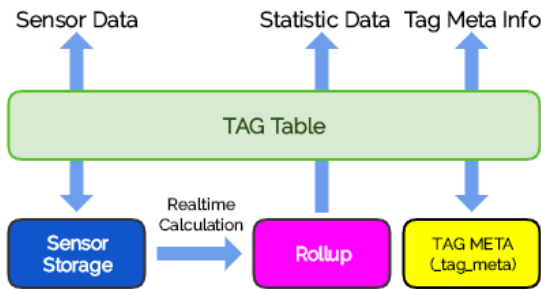 Sensor Data
Statistic Data
Tag Meta Info
TAG Table
Realtime
Calculation
Sensor
Storage
Rollup
TAG META
(_tag_meta)